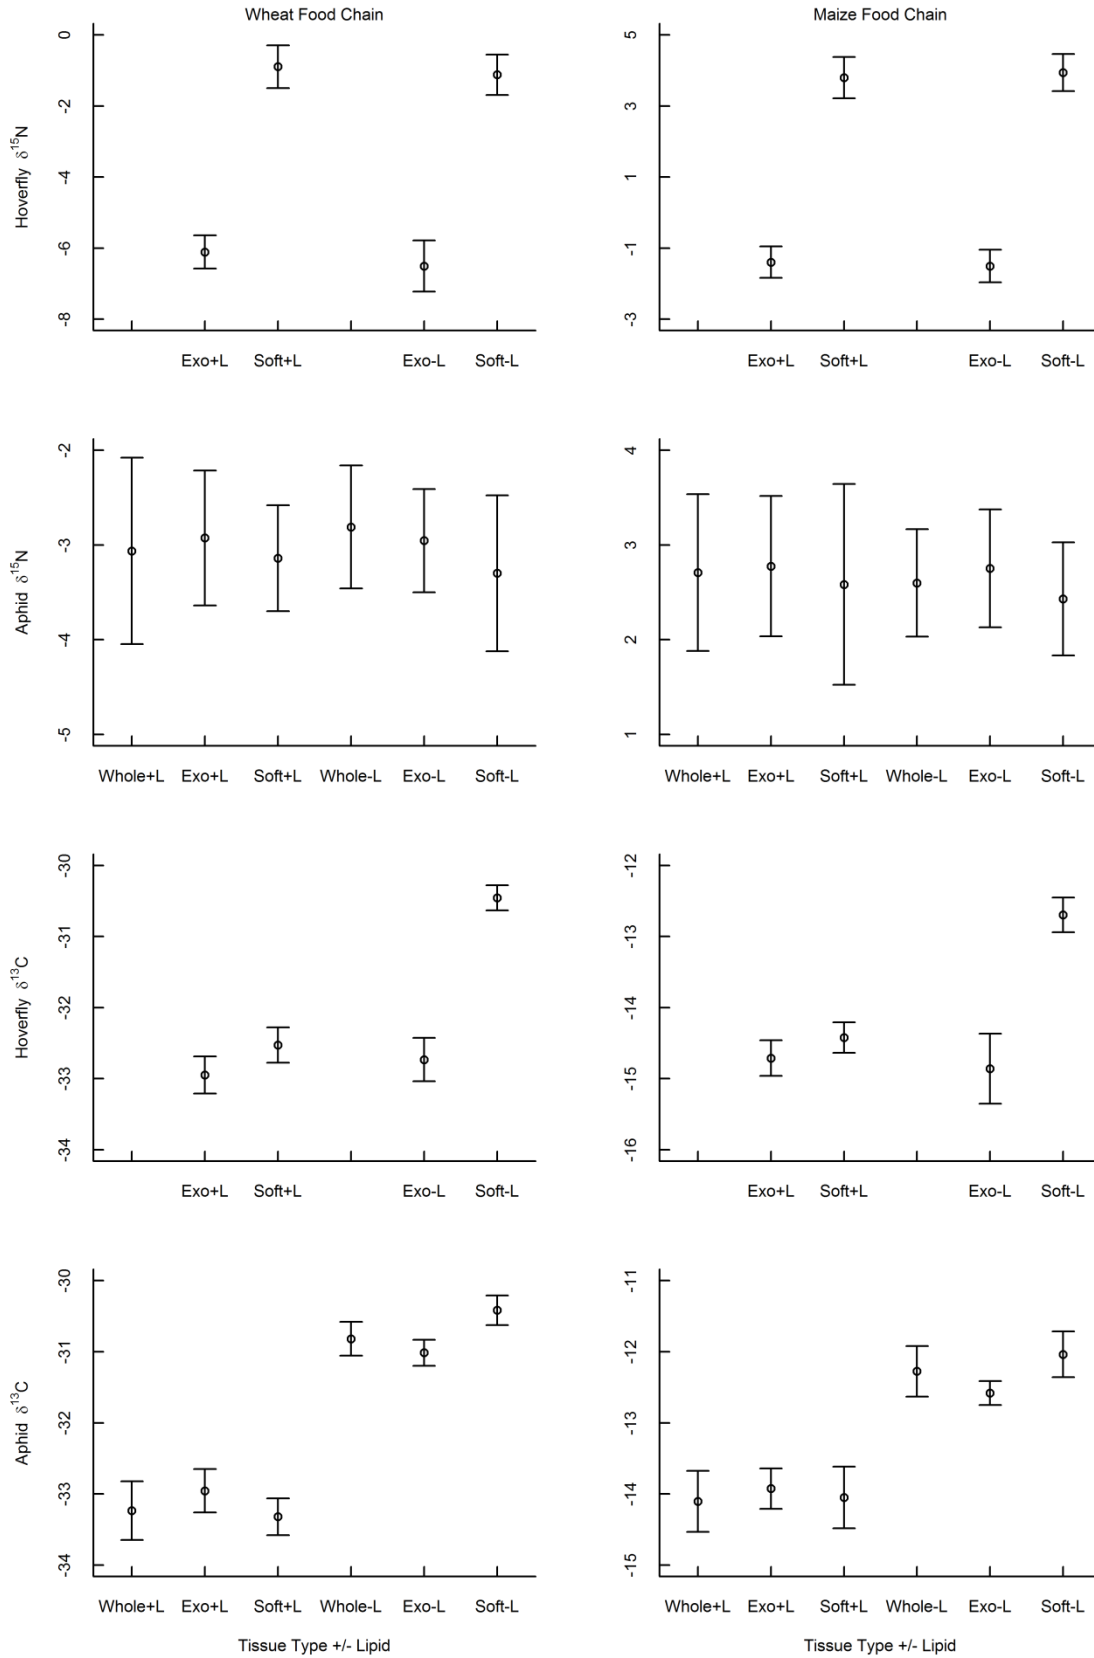 Wheat Food Chain
Maize Food Chain
Hoverfly δ¹⁵N
0
-2
-4
-6
-8
Exo+L Soft+L Exo-L Soft-L
5
3
1
-1
-3
Exo+L Soft+L Exo-L Soft-L
Aphid δ¹⁵N
-2
-3
-4
-5
Whole+L Exo+L Soft+L Whole-L Exo-L Soft-L
4
3
2
1
Whole+L Exo+L Soft+L Whole-L Exo-L Soft-L
Hoverfly δ¹³C
-30
-31
-32
-33
-34
Exo+L Soft+L Exo-L Soft-L
-12
-13
-14
-15
-16
Exo+L Soft+L Exo-L Soft-L
Aphid δ¹³C
-30
-31
-32
-33
-34
Whole+L Exo+L Soft+L Whole-L Exo-L Soft-L
Tissue Type +/- Lipid
-11
-12
-13
-14
-15
Whole+L Exo+L Soft+L Whole-L Exo-L Soft-L
Tissue Type +/- Lipid